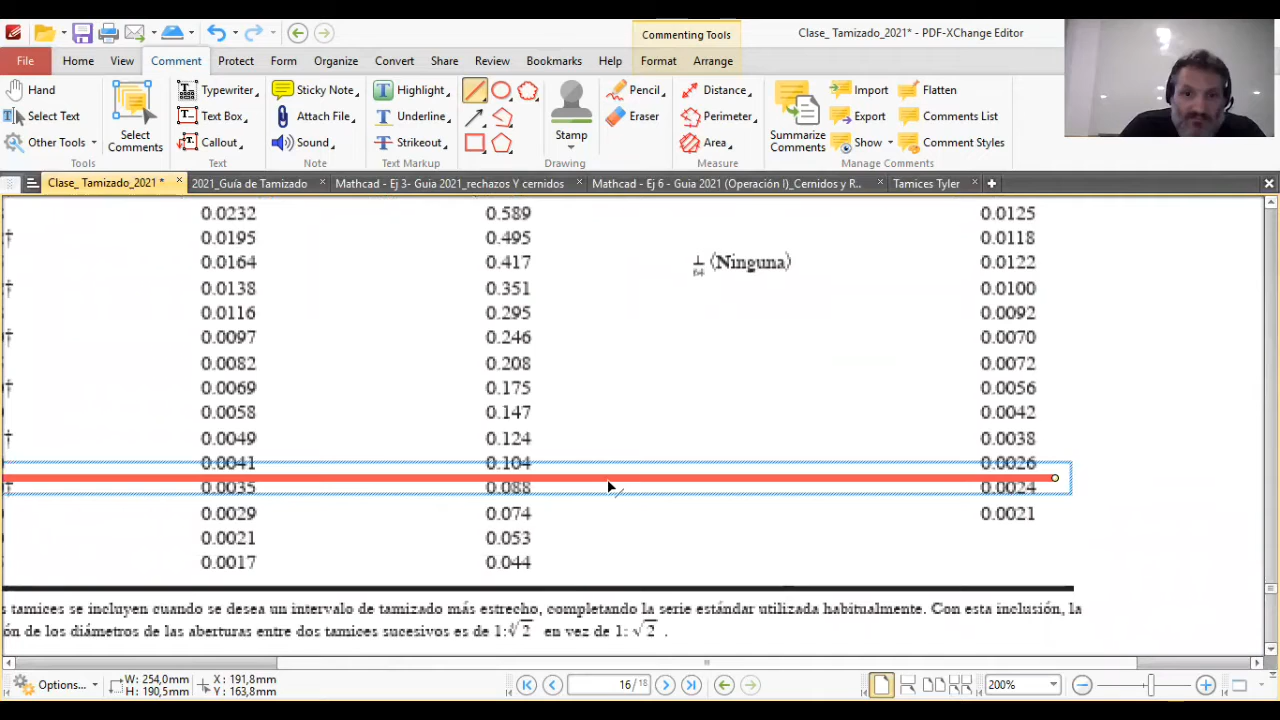 Commenting Tools
Clase_ Tamizado_2021* - PDF-XChange Editor
File Home View Comment Protect Form Organize Convert Share Review Bookmarks Help Format Arrange
Hand Typewriter Sticky Note Highlight Pencil Distance Import Flatten
Select Text Text Box Attach File Underline Eraser Perimeter Export Comments List
Other Tools Select Comments Callout Sound Strikeout Stamp Area Summarize Comments Show Comment Styles
Tools Text Note Text Markup Drawing Measure Manage Comments
Clase_ Tamizado_2021 * 2021_Guía de Tamizado Mathcad - Ej 3- Guia 2021_rechazos Y cernidos Mathcad - Ej 6 - Guia 2021 (Operación I)_Cernidos y R... Tamices Tyler
0.0232 0.589 0.0125
† 0.0195 0.495 0.0118
0.0164 0.417 1/64 (Ninguna) 0.0122
† 0.0138 0.351 0.0100
0.0116 0.295 0.0092
† 0.0097 0.246 0.0070
0.0082 0.208 0.0072
† 0.0069 0.175 0.0056
0.0058 0.147 0.0042
† 0.0049 0.124 0.0038
0.0041 0.104 0.0026
† 0.0035 0.088 0.0024
0.0029 0.074 0.0021
0.0021 0.053
0.0017 0.044
s tamices se incluyen cuando se desea un intervalo de tamizado más estrecho, completando la serie estándar utilizada habitualmente. Con esta inclusión, la
ón de los diámetros de las aberturas entre dos tamices sucesivos es de 1:∜2 en vez de 1: √2 .
Options... W: 254,0mm X: 191,8mm 16/18 200%
H: 190,5mm Y: 163,8mm